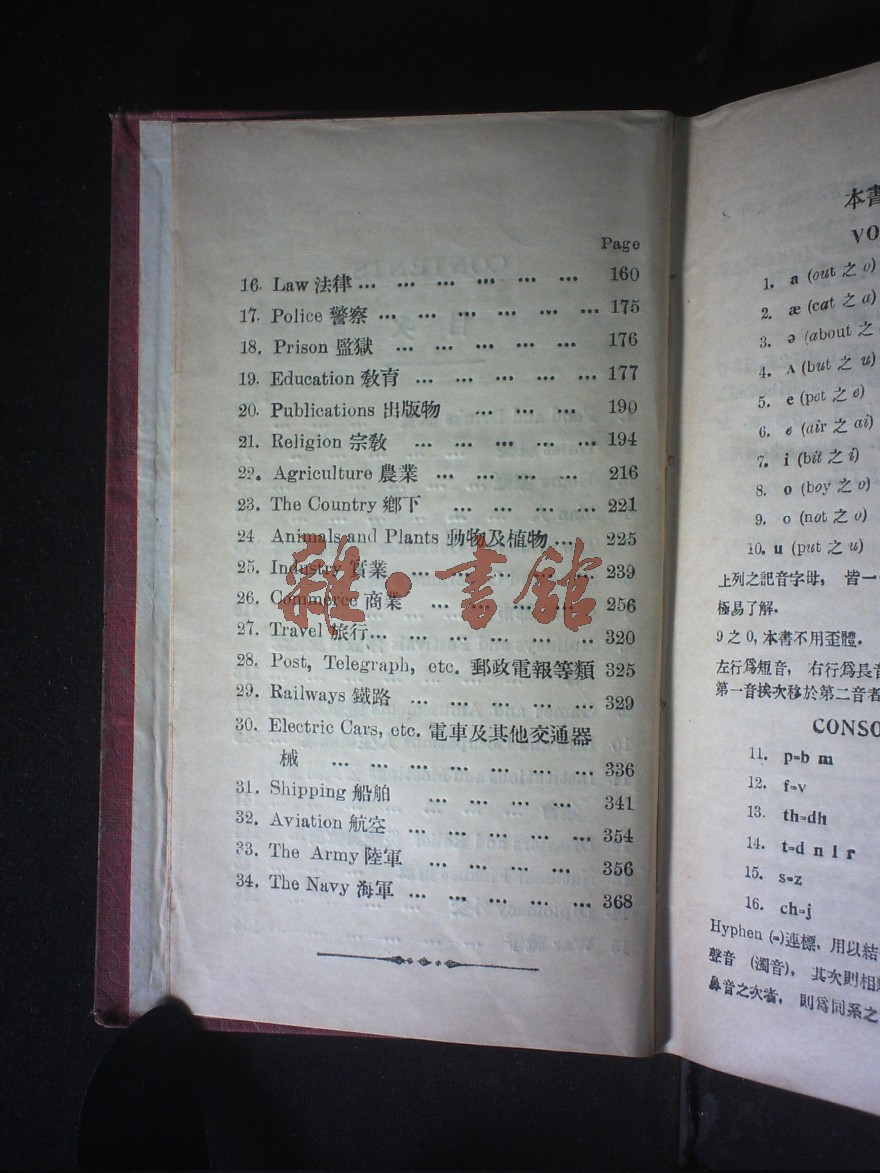 Page
16. Law 法律 ... ... ... ... ... ... 160
17. Police 警察 ... ... ... ... ... ... 175
18. Prison 監獄 ... ... ... ... ... 176
19. Education 敎育 ... ... ... ... ... 177
20. Publications 出版物 ... ... ... 190
21. Religion 宗敎 ... ... ... ... ... 194
22. Agriculture 農業 ... ... ... ... 216
23. The Country 鄉下 ... ... ... ... 221
24 Animals and Plants 動物及植物 ... ... 225
25. Industry 實業 ... ... ... ... ... 239
26. Commerce 商業 ... ... ... ... ... 256
27. Travel 旅行 ... ... ... ... ... ... 320
28. Post, Telegraph, etc. 郵政電報等類 325
29. Railways 鐵路 ... ... ... ... ... 329
30. Electric Cars, etc. 電車及其他交通器
械 ... ... ... ... ... ... ... 336
31. Shipping 船舶 ... ... ... ... 341
32. Aviation 航空 ... ... ... ... ... 354
33. The Army 陸軍 ... ... ... ... 356
34. The Navy 海軍 ... ... ... ... ... 368
雜·書館
本書
VO
1. a (out 之 o)
2. æ (cat 之 a)
3. ə (about 之
4. ʌ (but 之 u)
5. e (pet 之 e)
6. e (air 之 ai)
7. i (bit 之 i)
8. o (boy 之 o)
9. o (not 之 o)
10. u (put 之 u)
上列之記音字母, 皆一
極易了解.
9 之 O, 本書不用歪體.
左行爲短音, 右行爲長音
第一音挨次移於第二音者
CONSO
11. p=b m
12. f=v
13. th=dh
14. t=d n l r
15. s=z
16. ch=j
Hyphen (=)連標, 用以結
聲音 (濁音), 其次則相
鼻音之次者, 則爲同系之